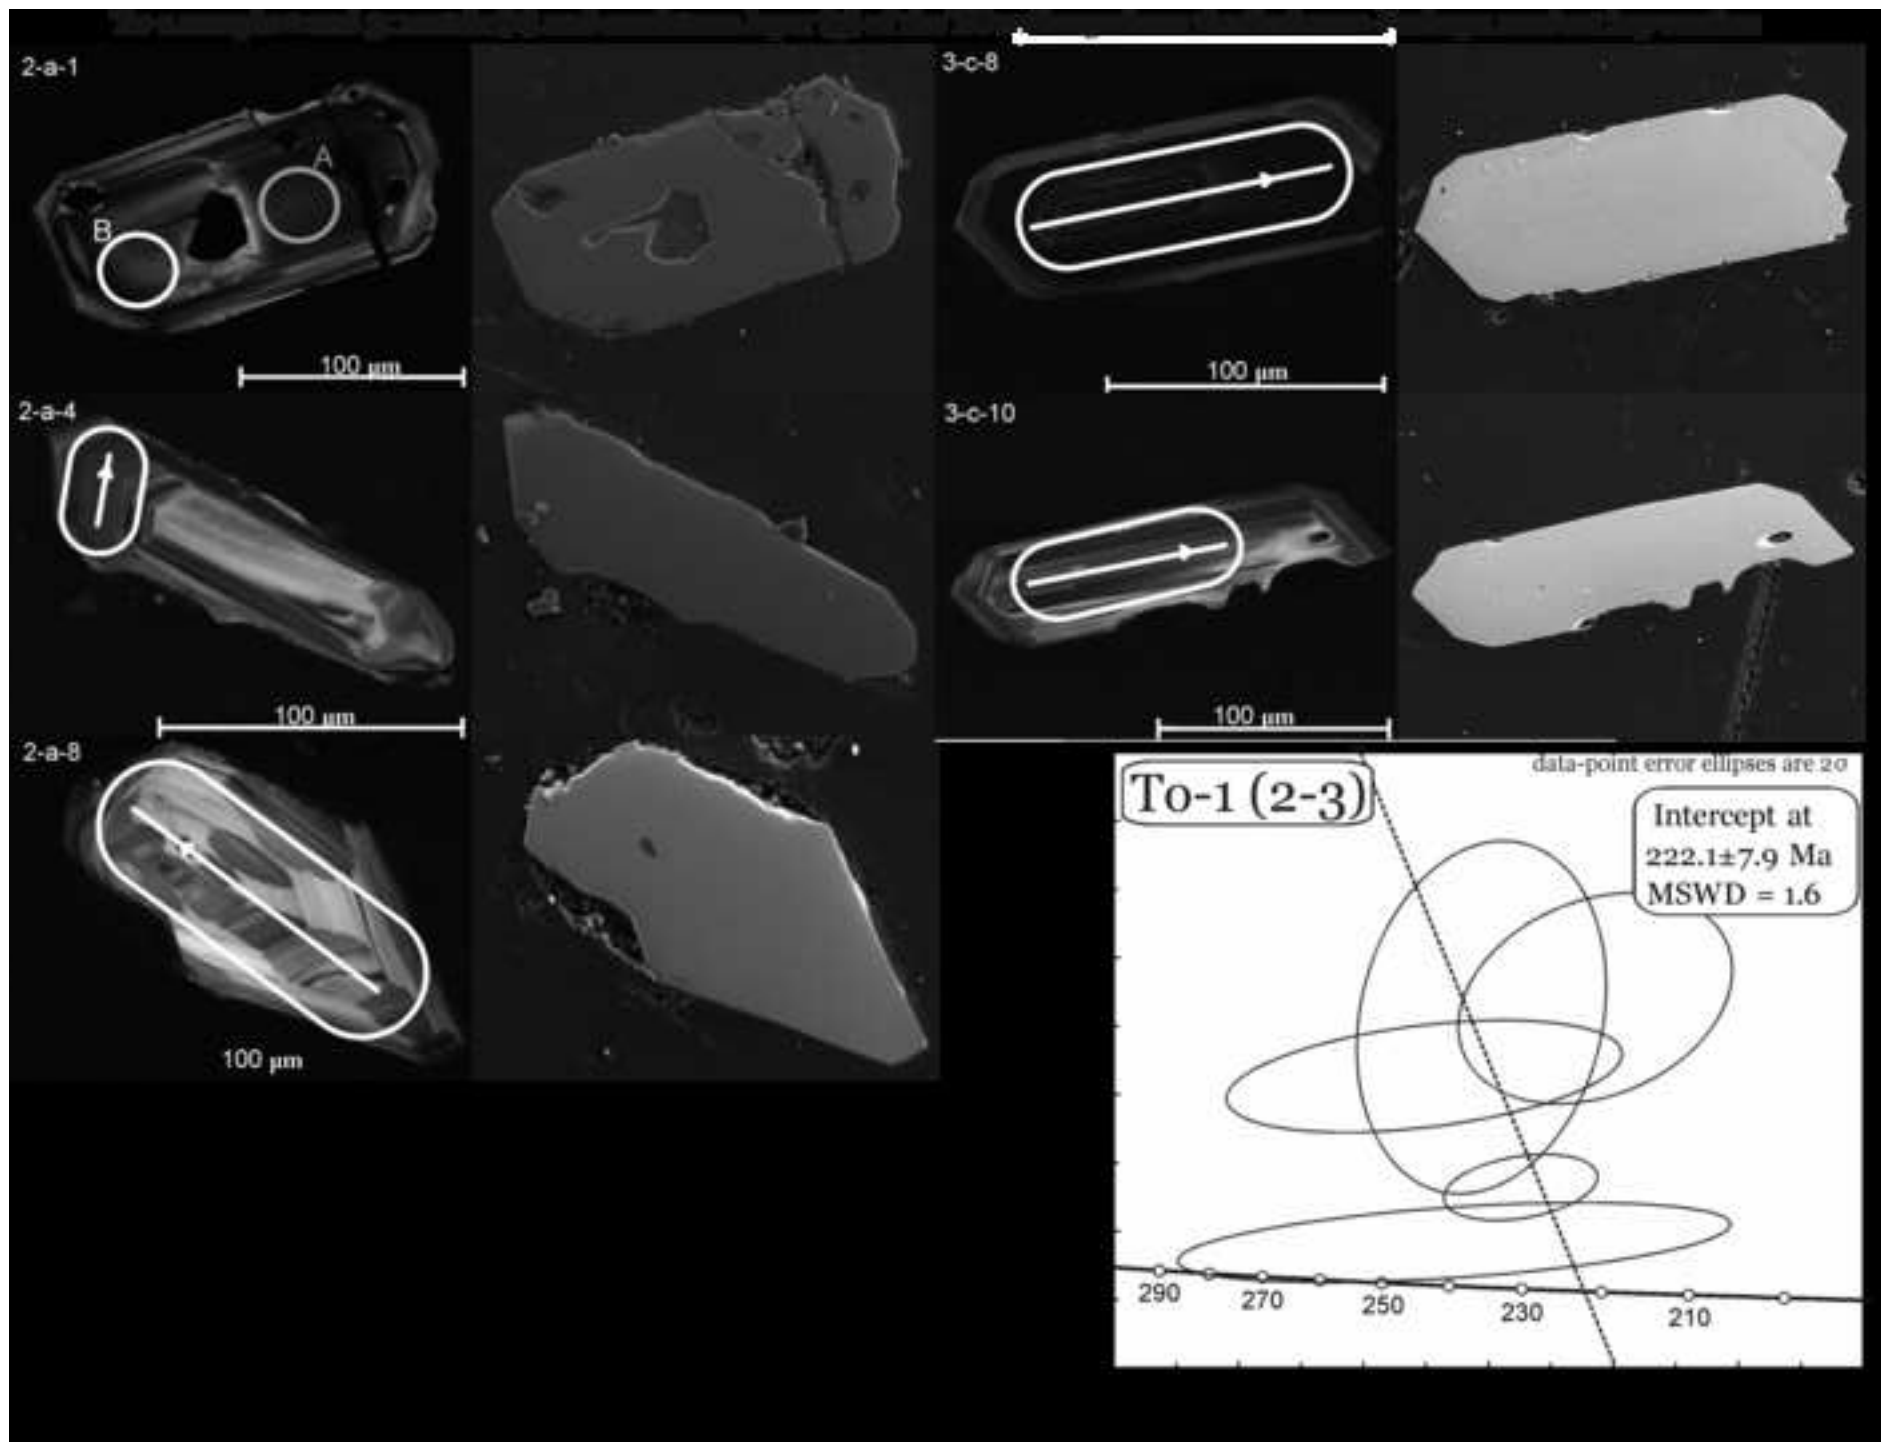 2-a-1
A
B
100 µm
3-c-8
100 µm
2-a-4
100 µm
3-c-10
100 µm
2-a-8
100 µm
data-point error ellipses are 2σ
To-1 (2-3)
Intercept at
222.1±7.9 Ma
MSWD = 1.6
290
270
250
230
210